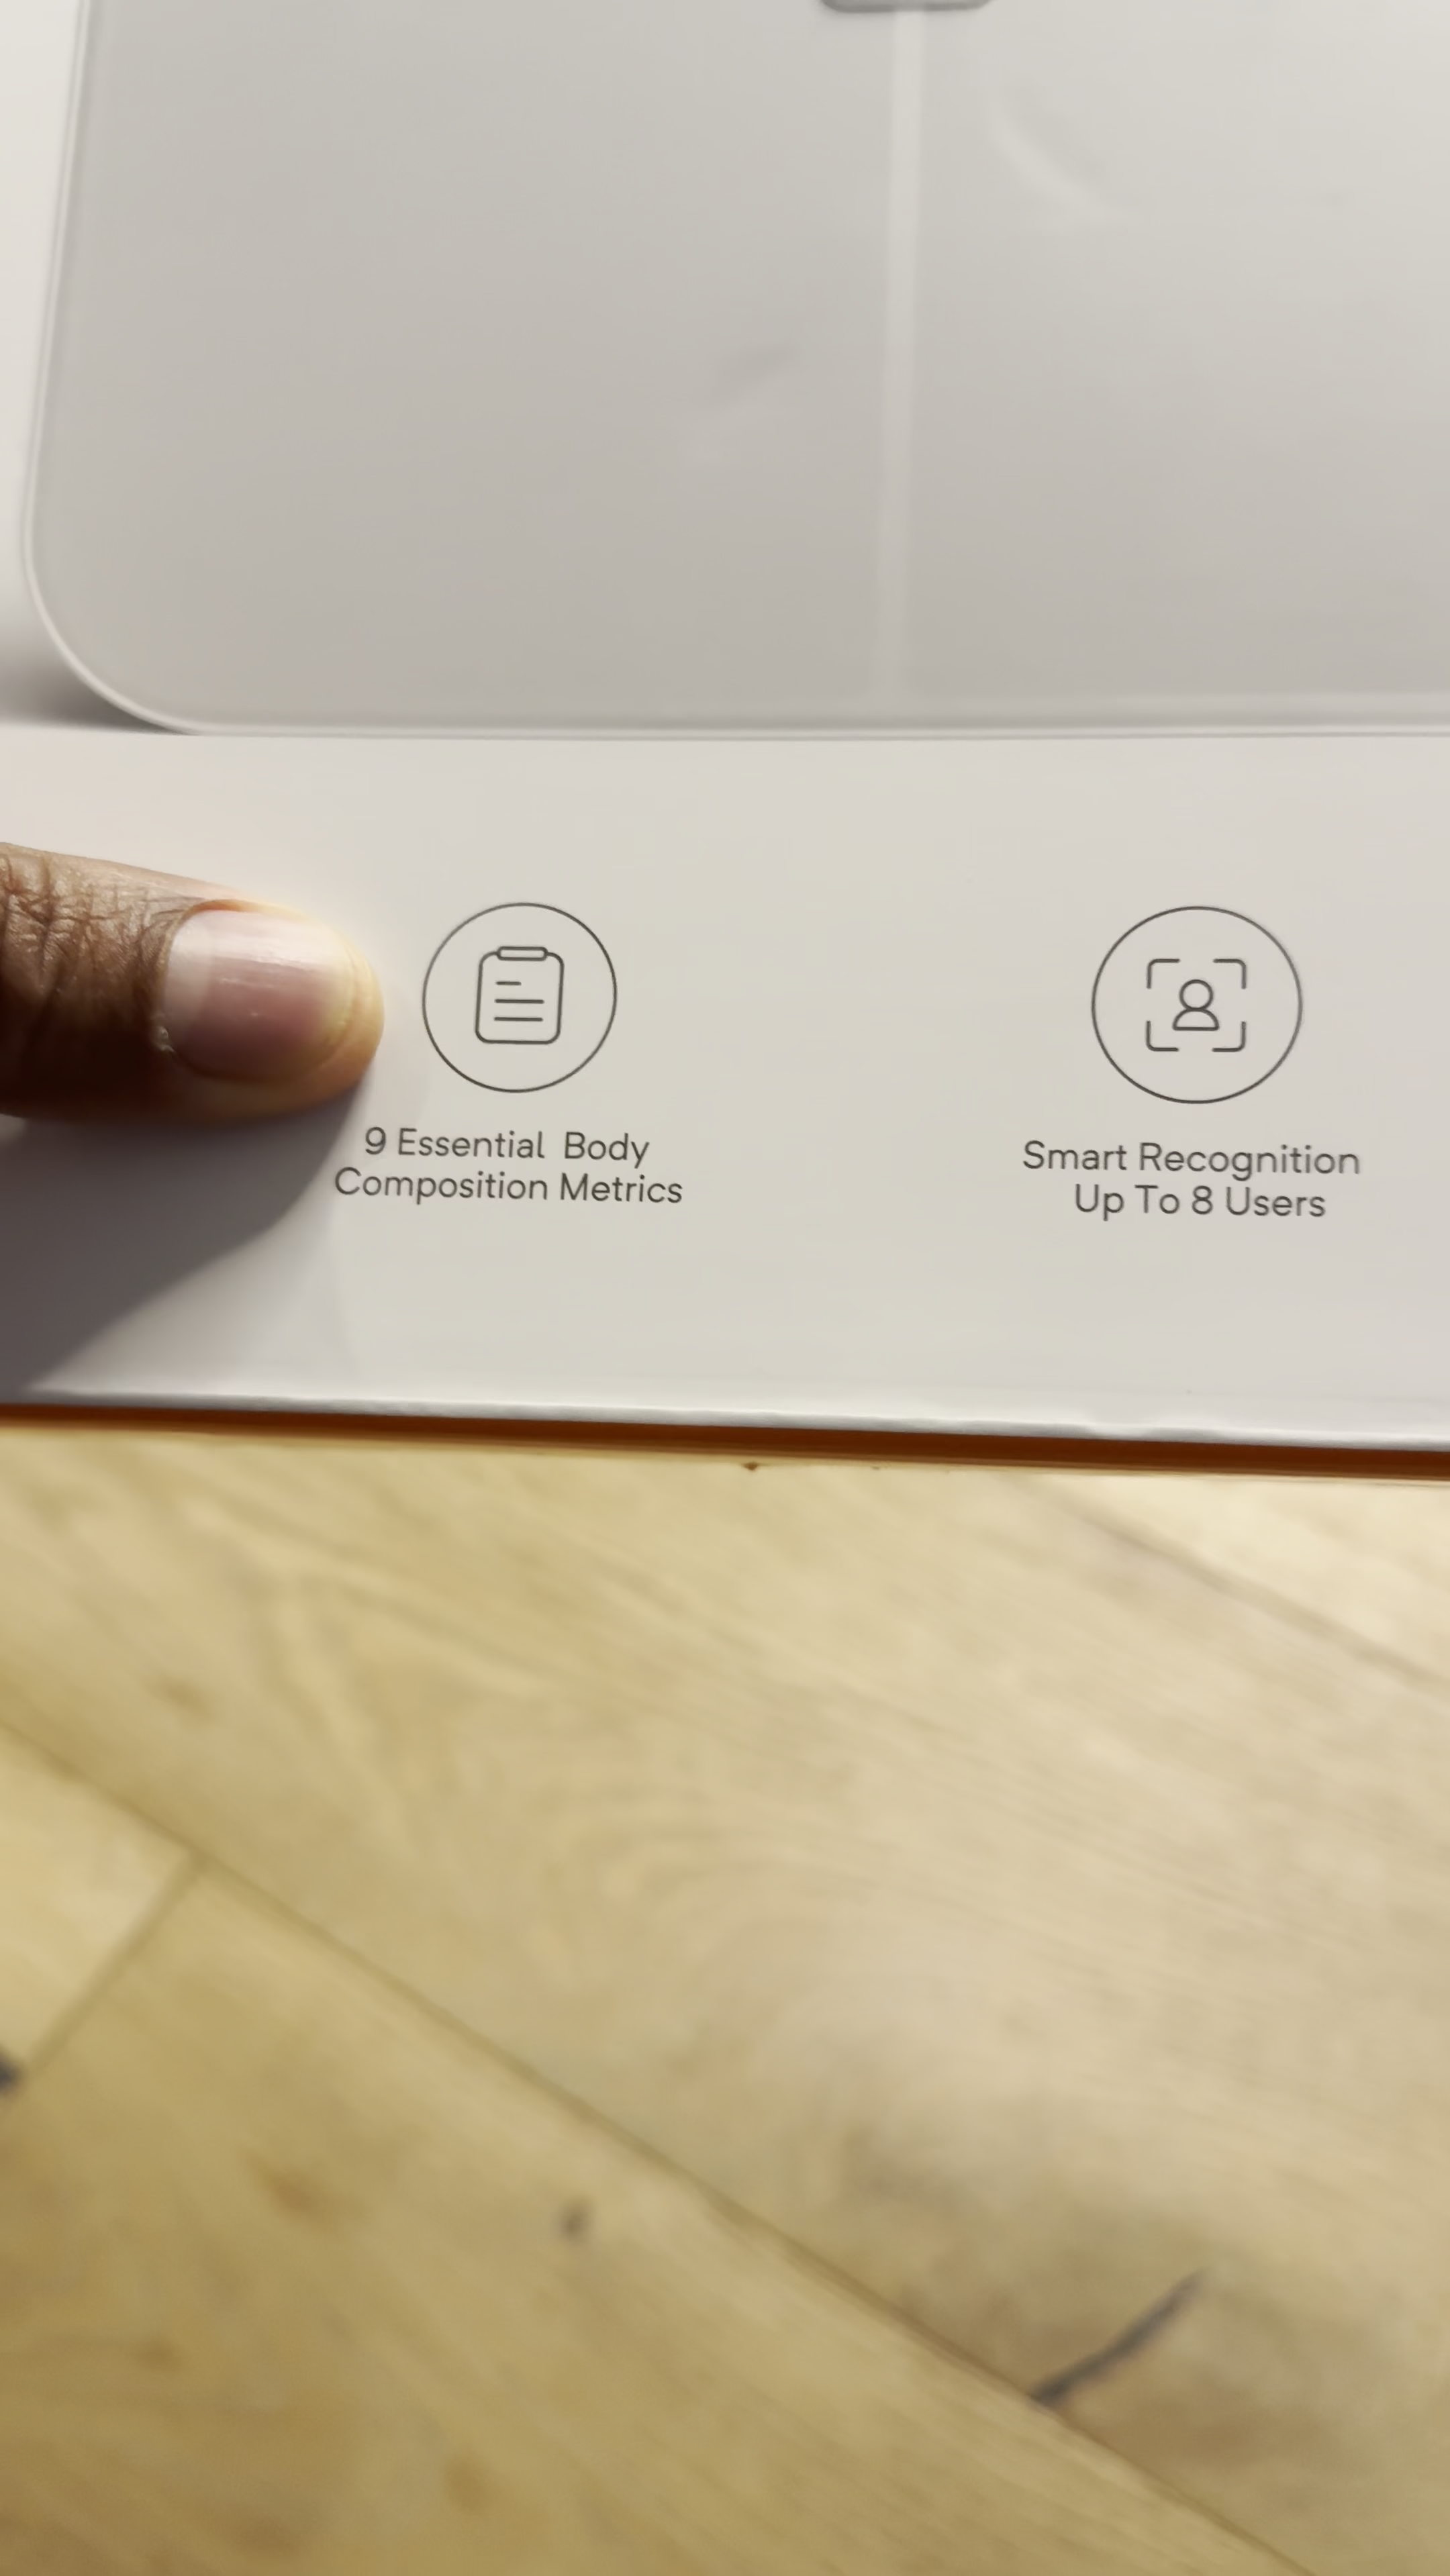 9 Essential Body
Composition Metrics
Smart Recognition
Up To 8 Users